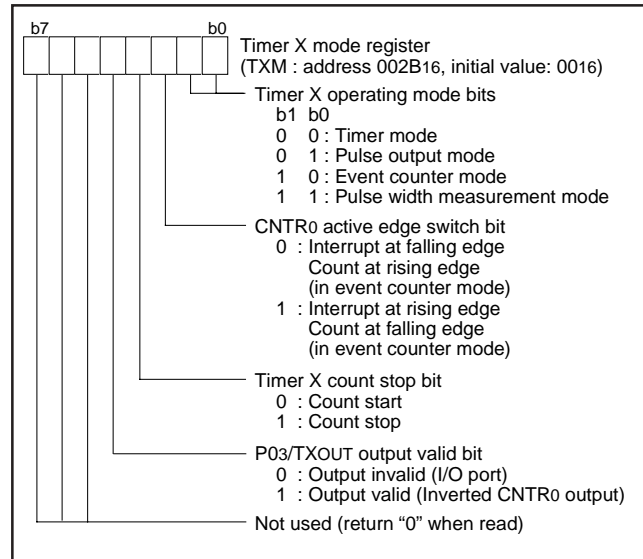 b7 b0
Timer X mode register
(TXM : address 002B16, initial value: 0016)
Timer X operating mode bits
b1 b0
0 0 : Timer mode
0 1 : Pulse output mode
1 0 : Event counter mode
1 1 : Pulse width measurement mode
CNTR0 active edge switch bit
0 : Interrupt at falling edge
Count at rising edge
(in event counter mode)
1 : Interrupt at rising edge
Count at falling edge
(in event counter mode)
Timer X count stop bit
0 : Count start
1 : Count stop
P03/TXOUT output valid bit
0 : Output invalid (I/O port)
1 : Output valid (Inverted CNTR0 output)
Not used (return “0” when read)